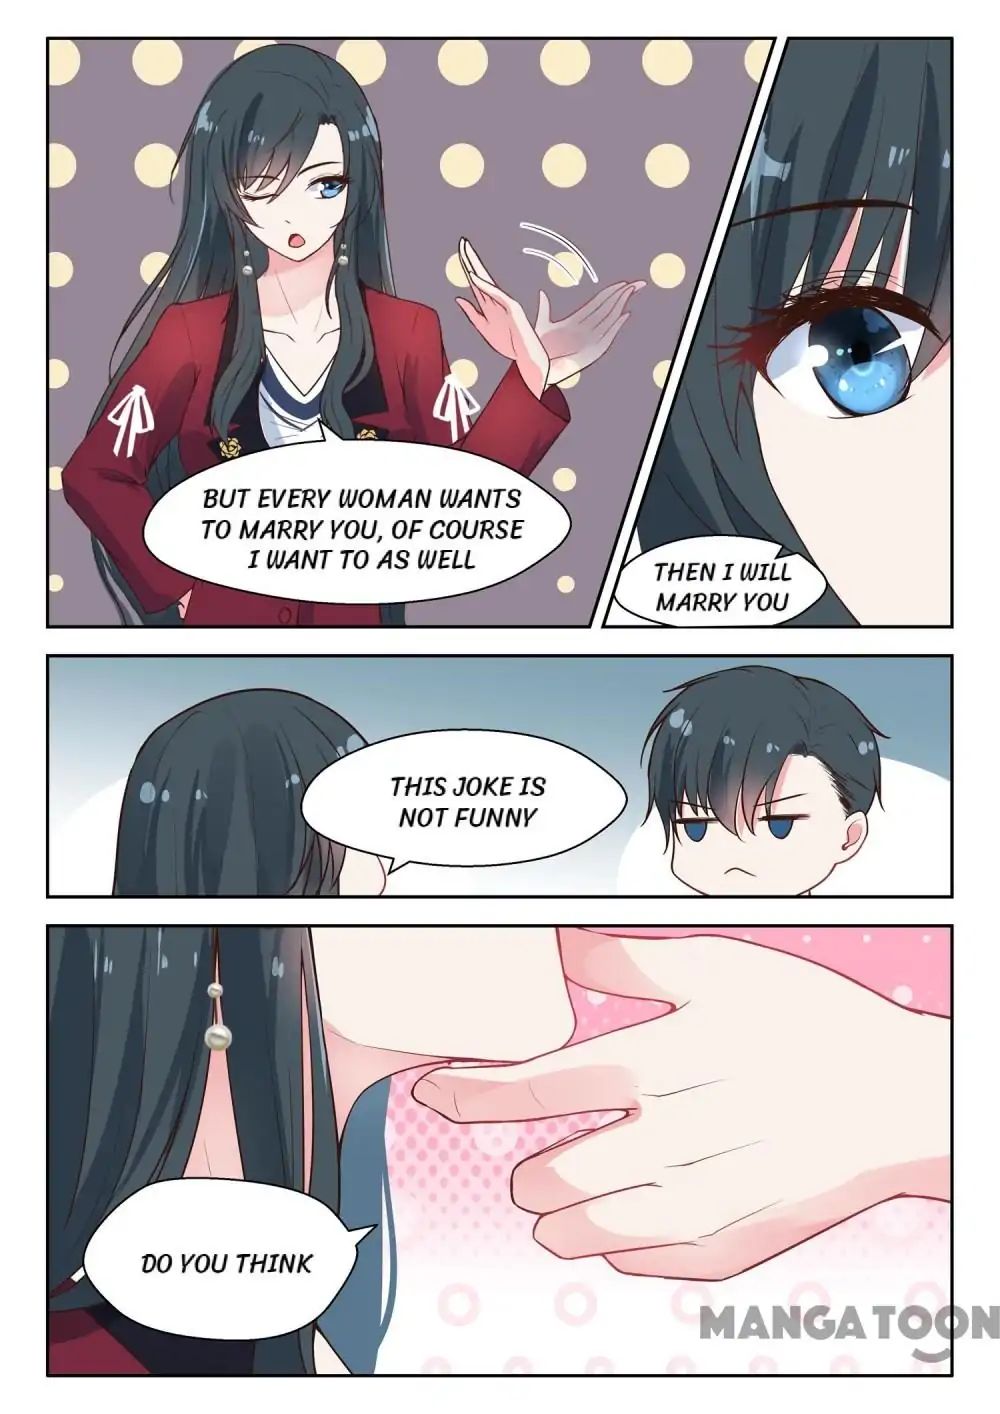 BUT EVERY WOMAN WANTS
TO MARRY YOU, OF COURSE
I WANT TO AS WELL
THEN I WILL
MARRY YOU
THIS JOKE IS
NOT FUNNY
DO YOU THINK
MANGATOON